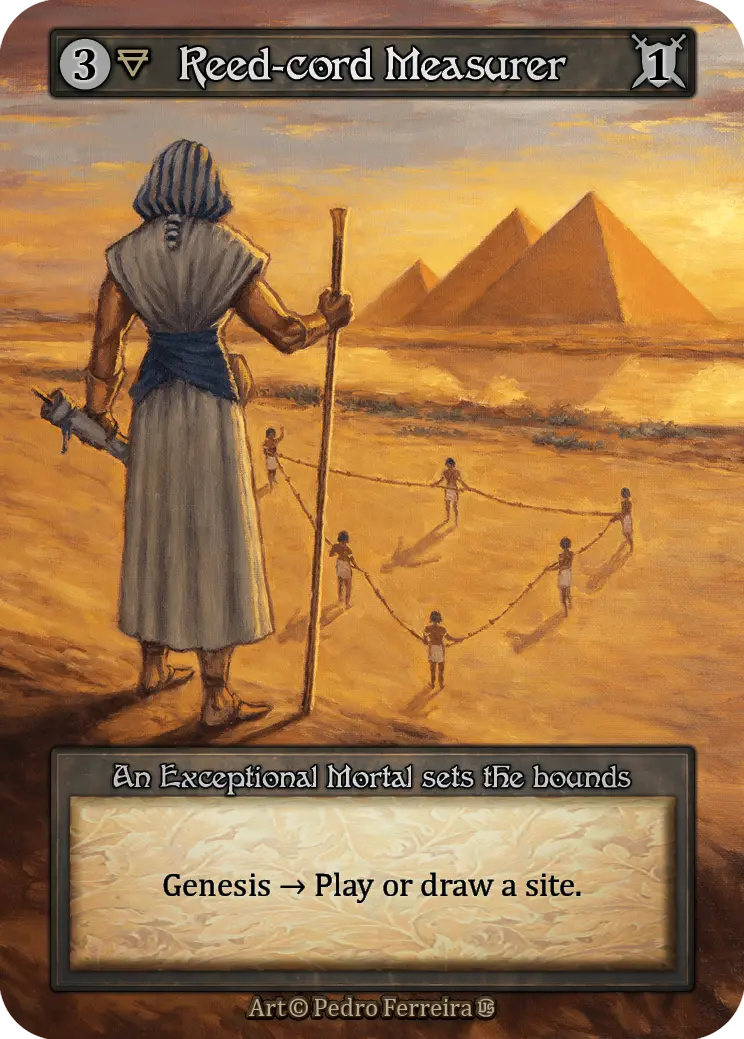 3 Reed-cord Measurer 1
An Exceptional Mortal sets the bounds
Genesis → Play or draw a site.
Art © Pedro Ferreira